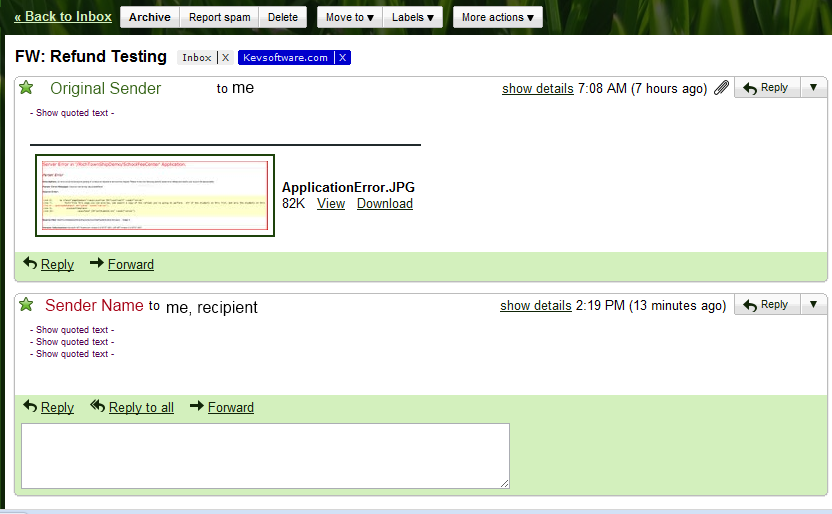 « Back to Inbox Archive Report spam Delete Move to ▼ Labels ▼ More actions ▼
FW: Refund Testing Inbox | X Kevsoftware.com | X
Original Sender to me show details 7:08 AM (7 hours ago) Reply ▼
- Show quoted text -
Parser Error
ApplicationError.JPG
82K View Download
Reply Forward
Sender Name to me, recipient show details 2:19 PM (13 minutes ago) Reply ▼
- Show quoted text -
- Show quoted text -
- Show quoted text -
Reply Reply to all Forward